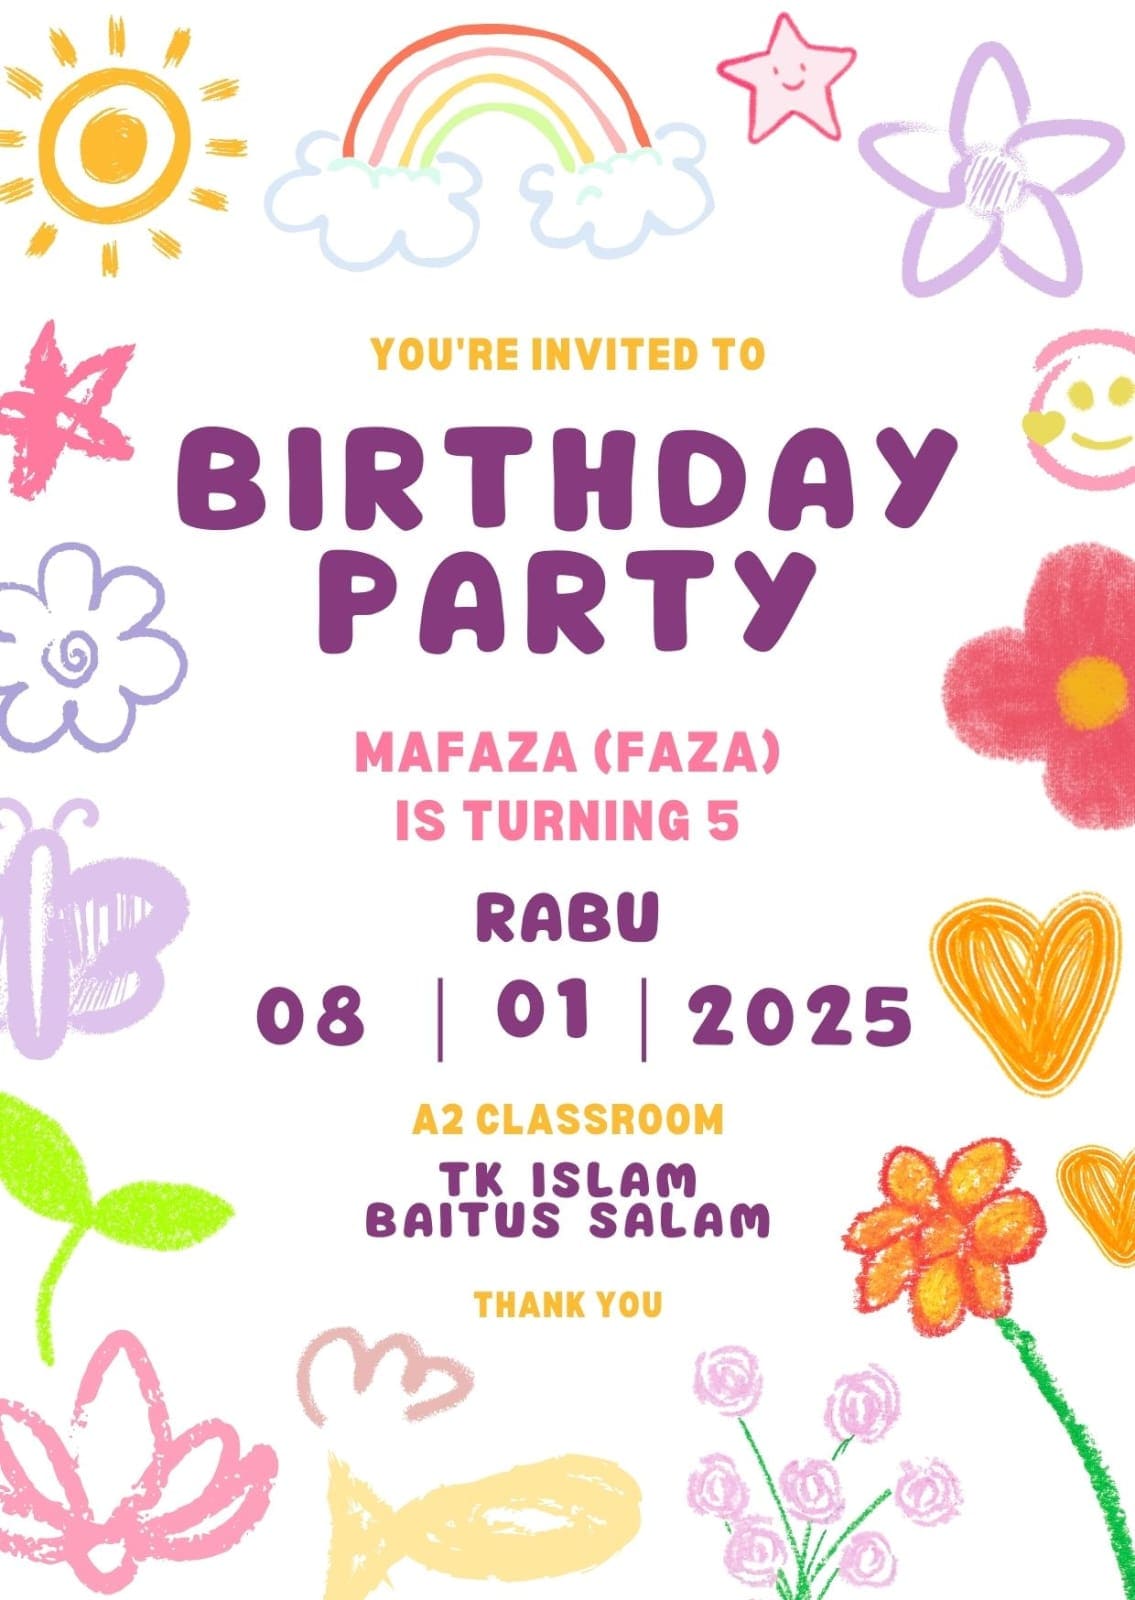 YOU'RE INVITED TO
BIRTHDAY
PARTY
MAFAZA (FAZA)
IS TURNING 5
RABU
08 | 01 | 2025
A2 CLASSROOM
TK ISLAM
BAITUS SALAM
THANK YOU